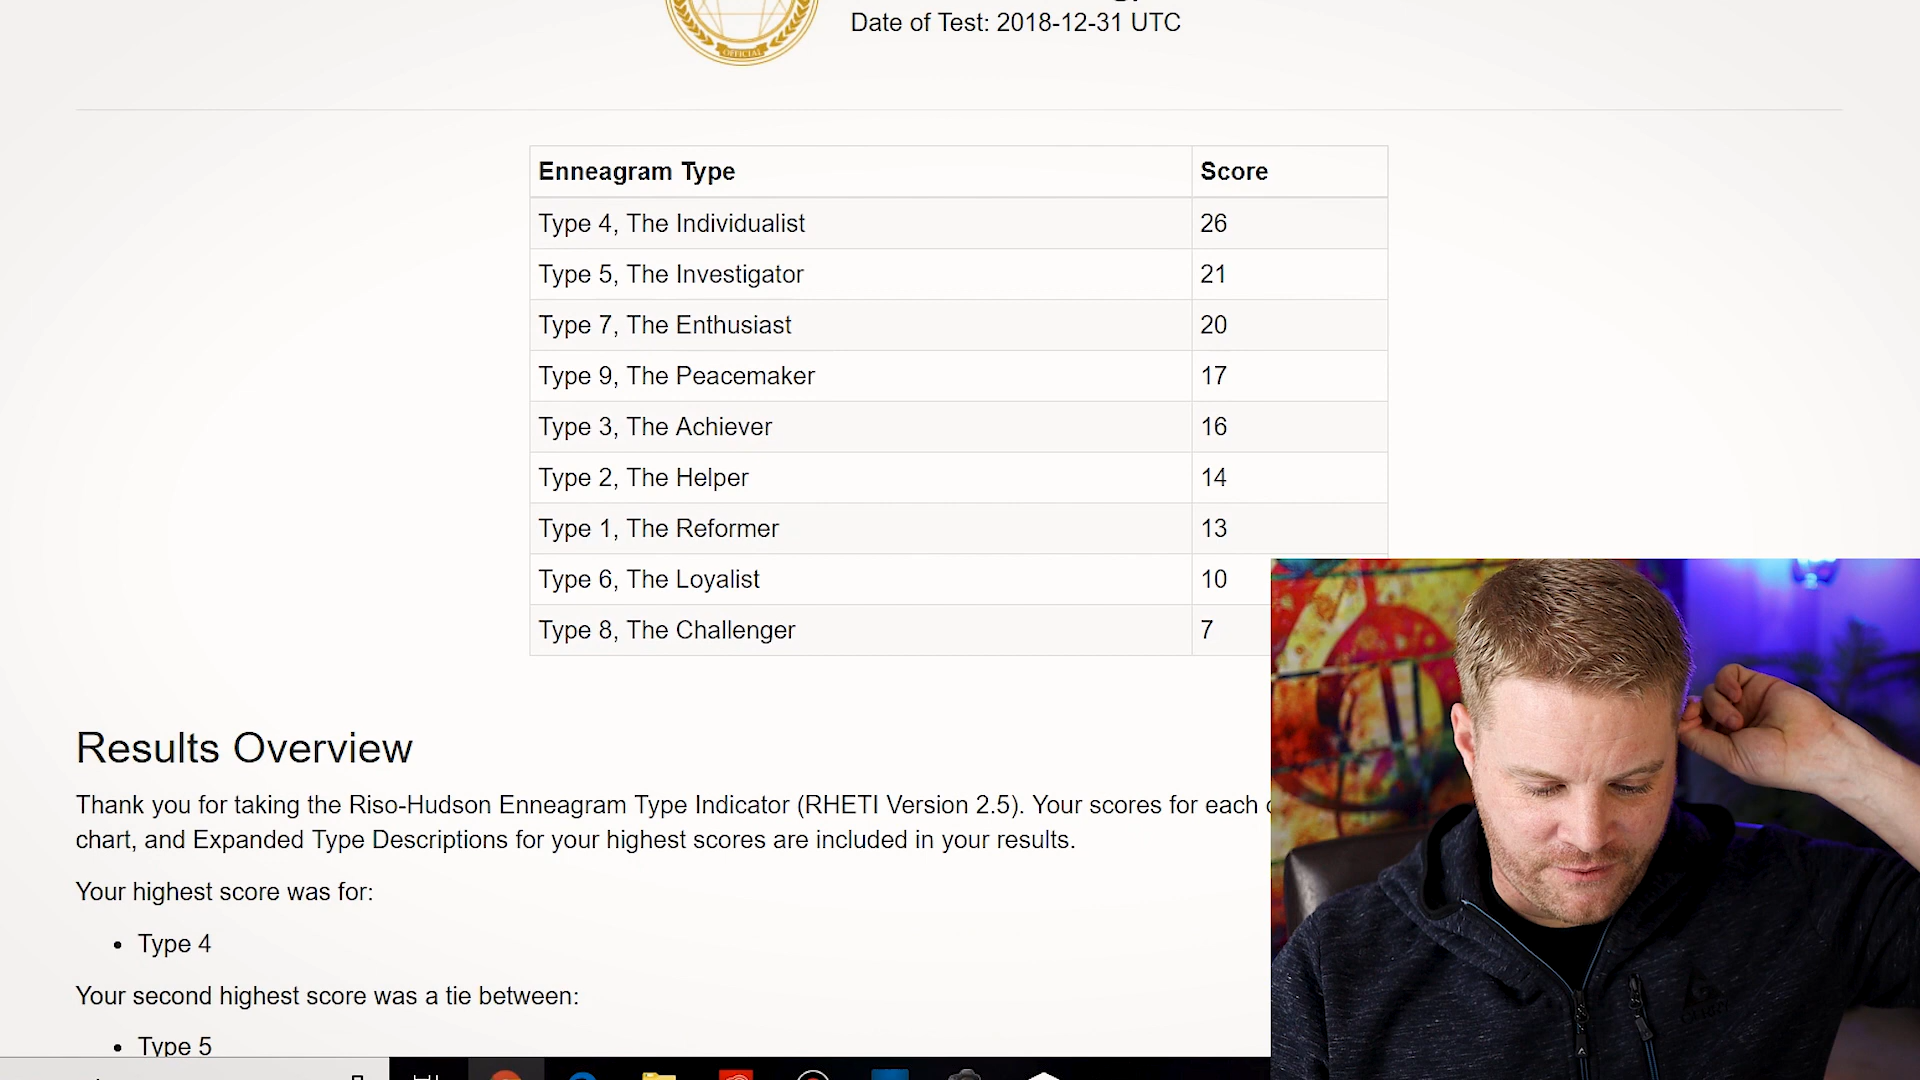 OFFICIAL
Date of Test: 2018-12-31 UTC
Enneagram Type Score
Type 4, The Individualist 26
Type 5, The Investigator 21
Type 7, The Enthusiast 20
Type 9, The Peacemaker 17
Type 3, The Achiever 16
Type 2, The Helper 14
Type 1, The Reformer 13
Type 6, The Loyalist 10
Type 8, The Challenger 7
Results Overview
Thank you for taking the Riso-Hudson Enneagram Type Indicator (RHETI Version 2.5). Your scores for each
chart, and Expanded Type Descriptions for your highest scores are included in your results.
Your highest score was for:
• Type 4
Your second highest score was a tie between:
• Type 5